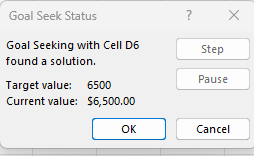 Goal Seek Status
?
×
Goal Seeking with Cell D6
found a solution.
Step
Target value: 6500
Pause
Current value: $6,500.00
OK
Cancel